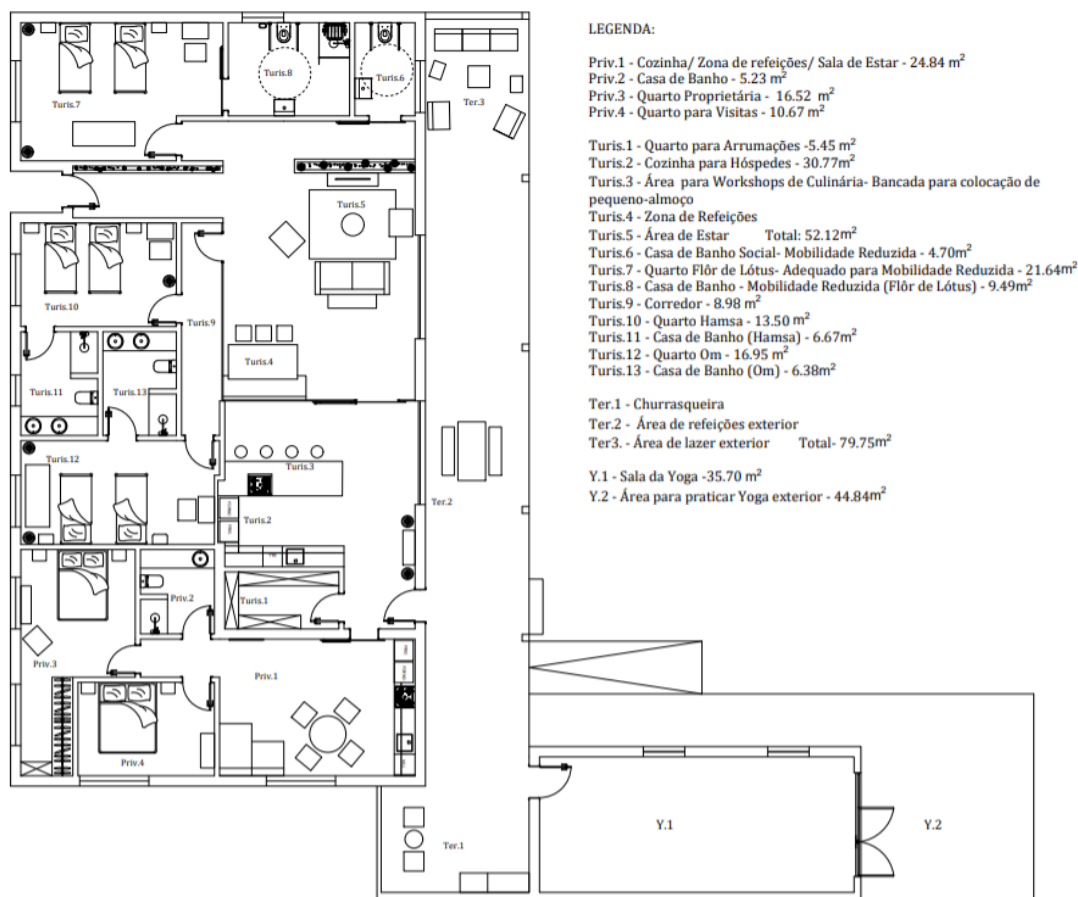 LEGENDA:
Priv.1 - Cozinha/ Zona de refeições/ Sala de Estar - 24.84 m²
Priv.2 - Casa de Banho - 5.23 m²
Priv.3 - Quarto Proprietária - 16.52 m²
Priv.4 - Quarto para Visitas - 10.67 m²
Turis.1 - Quarto para Arrumações -5.45 m²
Turis.2 - Cozinha para Hóspedes - 30.77m²
Turis.3 - Área para Workshops de Culinária- Bancada para colocação de
pequeno-almoço
Turis.4 - Zona de Refeições
Turis.5 - Área de Estar Total: 52.12m²
Turis.6 - Casa de Banho Social- Mobilidade Reduzida - 4.70m²
Turis.7 - Quarto Flôr de Lótus- Adequado para Mobilidade Reduzida - 21.64m²
Turis.8 - Casa de Banho - Mobilidade Reduzida (Flôr de Lótus) - 9.49m²
Turis.9 - Corredor - 8.98 m²
Turis.10 - Quarto Hamsa - 13.50 m²
Turis.11 - Casa de Banho (Hamsa) - 6.67m²
Turis.12 - Quarto Om - 16.95 m²
Turis.13 - Casa de Banho (Om) - 6.38m²
Ter.1 - Churrasqueira
Ter.2 - Área de refeições exterior
Ter3. - Área de lazer exterior Total- 79.75m²
Y.1 - Sala da Yoga -35.70 m²
Y.2 - Área para praticar Yoga exterior - 44.84m²
Turis.8
Turis.6
Turis.7
Ter.3
Turis.5
Turis.10
Turis.9
Turis.4
Turis.11
Turis.13
Turis.12
Turis.3
Ter.2
Turis.2
Turis.1
Priv.2
Priv.3
Priv.1
Priv.4
Y.1
Y.2
Ter.1